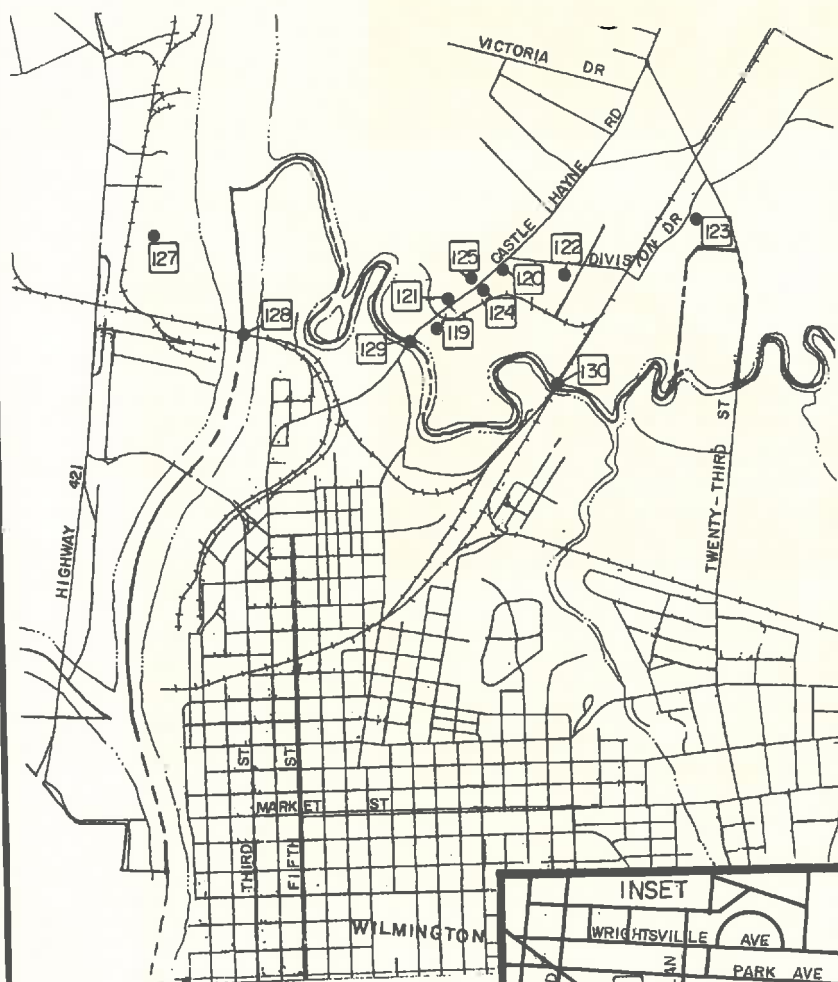 VICTORIA DR
CASTLE HAYNE RD
DIVISION DR
123
122
125
120
121
124
127
119
128
129
130
HIGHWAY 421
TWENTY-THIRD ST
THIRD ST
FIFTH ST
MARKET ST
WILMINGTON
INSET
WRIGHTSVILLE AVE
PARK AVE